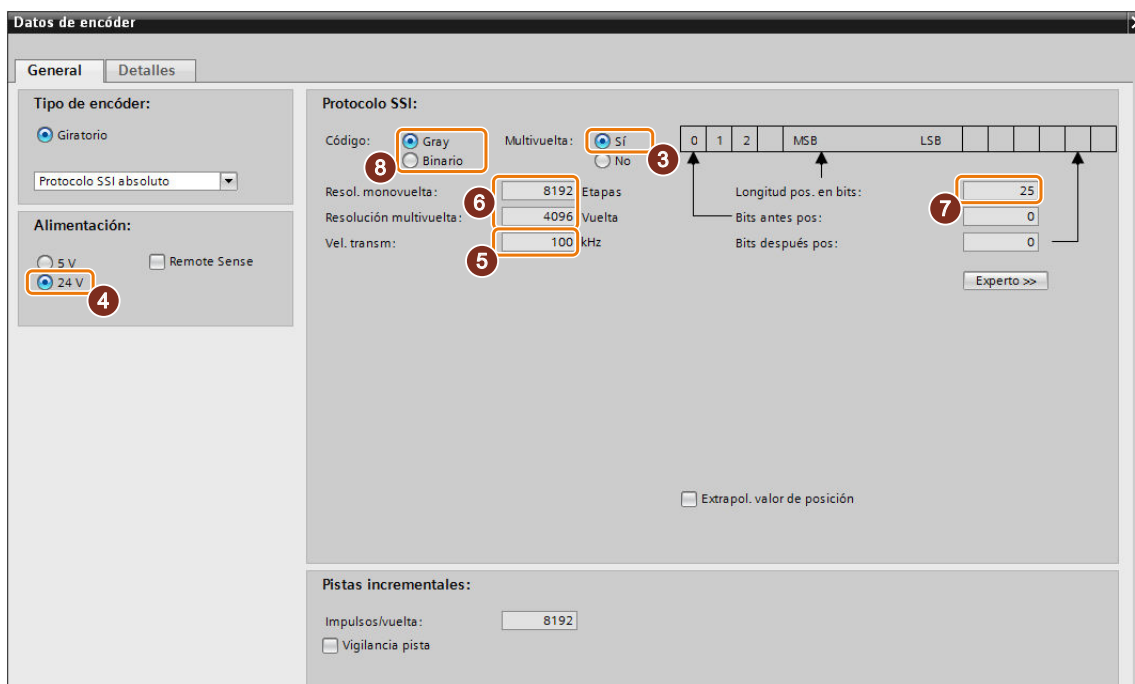 Datos de encóder
General Detalles
Tipo de encóder:
Giratorio
Protocolo SSI absoluto
Alimentación:
5 V Remote Sense
24 V
4
Protocolo SSI:
Código: Gray Multivuelta: Sí
Binario No
8 3
0 1 2 MSB LSB
Resol. monovuelta: 8192 Etapas
Resolución multivuelta: 4096 Vuelta
6
Vel. transm: 100 kHz
5
Longitud pos. en bits: 25
7
Bits antes pos: 0
Bits después pos: 0
Experto >>
Extrapol. valor de posición
Pistas incrementales:
Impulsos/vuelta: 8192
Vigilancia pista